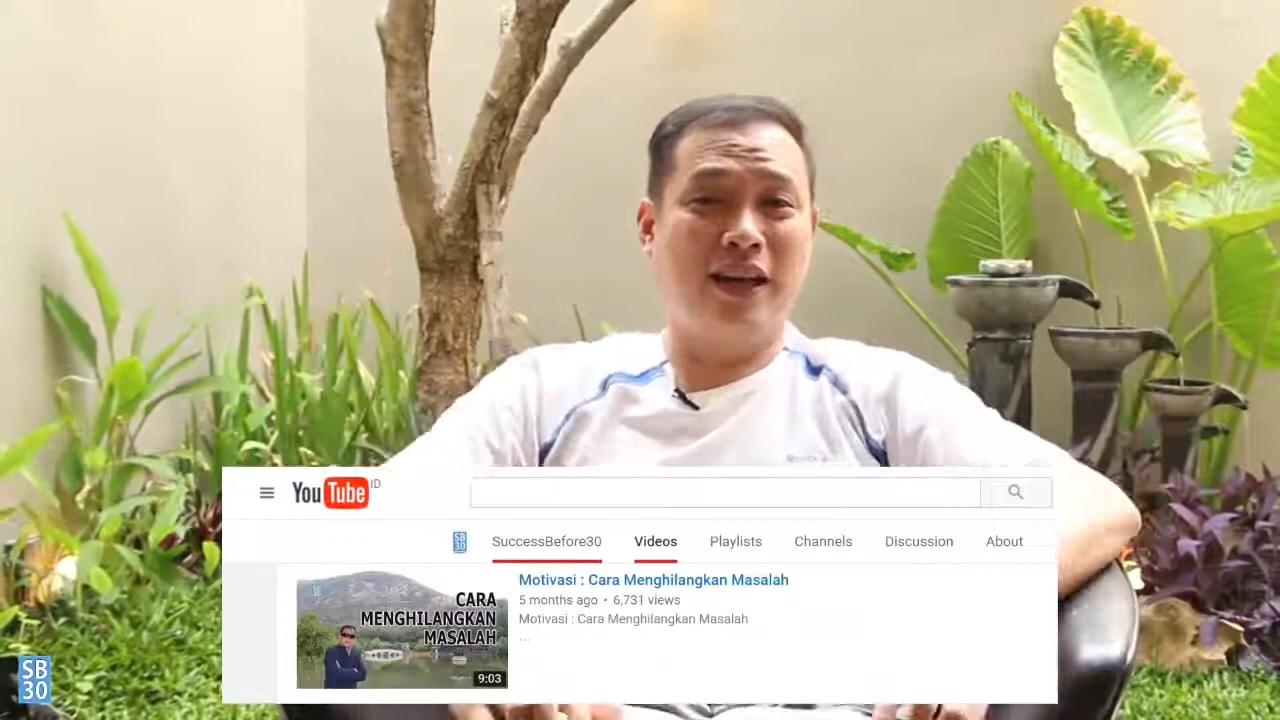 YouTube ID
SB
30
SuccessBefore30
Videos
Playlists
Channels
Discussion
About
Motivasi : Cara Menghilangkan Masalah
5 months ago • 6,731 views
Motivasi : Cara Menghilangkan Masalah
...
CARA
MENGHILANGKAN
MASALAH
9:03
SB
30